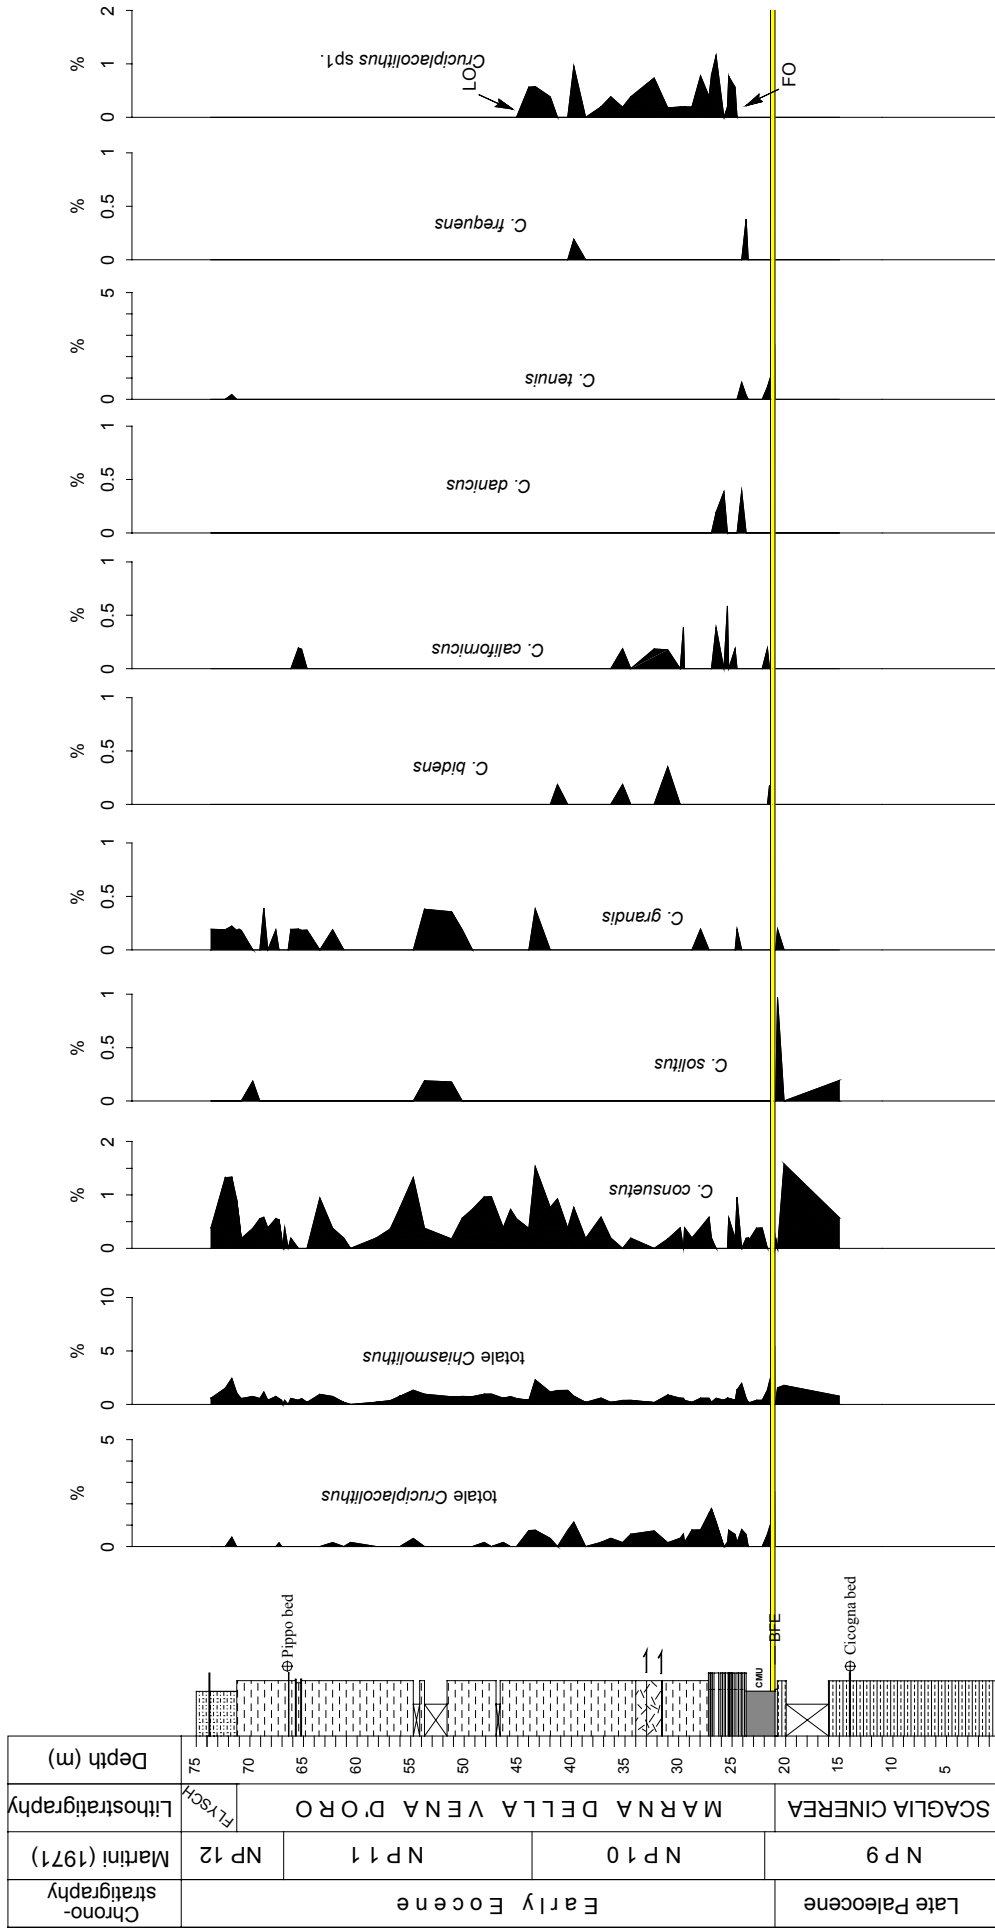 Chrono-
stratigraphy
Martini (1971)
Lithostratigraphy
Depth (m)
Late Paleocene
Early Eocene
NP 9
NP 10
NP 11
NP 12
SCAGLIA CINEREA
MARNA DELLA VENA D'ORO
FLYSCH
5
10
15
20
25
30
35
40
45
50
55
60
65
70
75
Cicogna bed
BFE
CMU
Pippo bed
totale Cruciplacolithus
%
0
5
totale Chiasmolithus
%
0
5
10
C. consuetus
%
0
1
2
C. solitus
%
0
0.5
1
C. grandis
%
0
0.5
1
C. bidens
%
0
0.5
1
C. californicus
%
0
0.5
1
C. danicus
%
0
0.5
1
C. tenuis
%
0
5
C. frequens
%
0
0.5
1
Cruciplacolithus sp1.
%
0
1
2
LO
FO